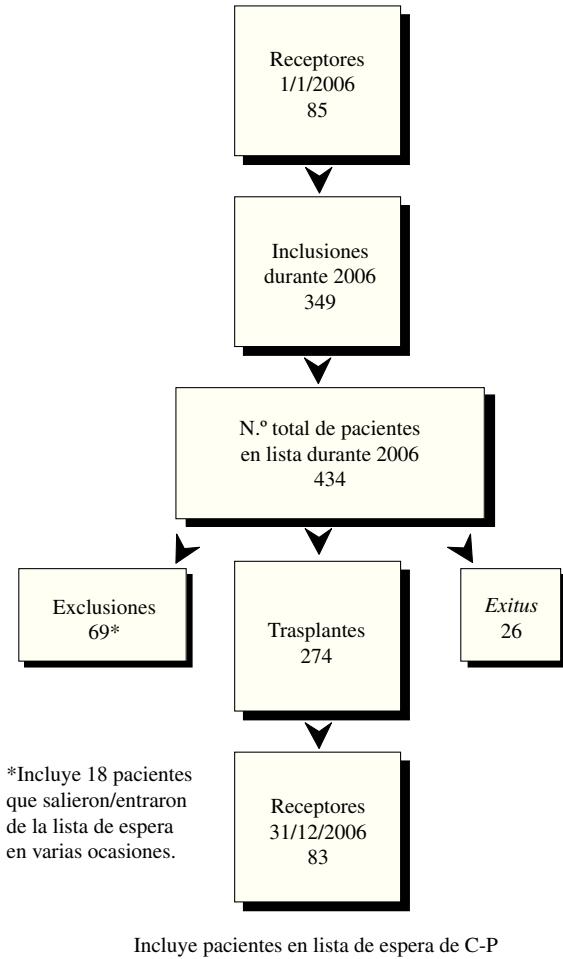 Receptores
1/1/2006
85
Inclusiones
durante 2006
349
N.º total de pacientes
en lista durante 2006
434
Exclusiones
69*
Trasplantes
274
Exitus
26
*Incluye 18 pacientes
que salieron/entraron
de la lista de espera
en varias ocasiones.
Receptores
31/12/2006
83
Incluye pacientes en lista de espera de C-P